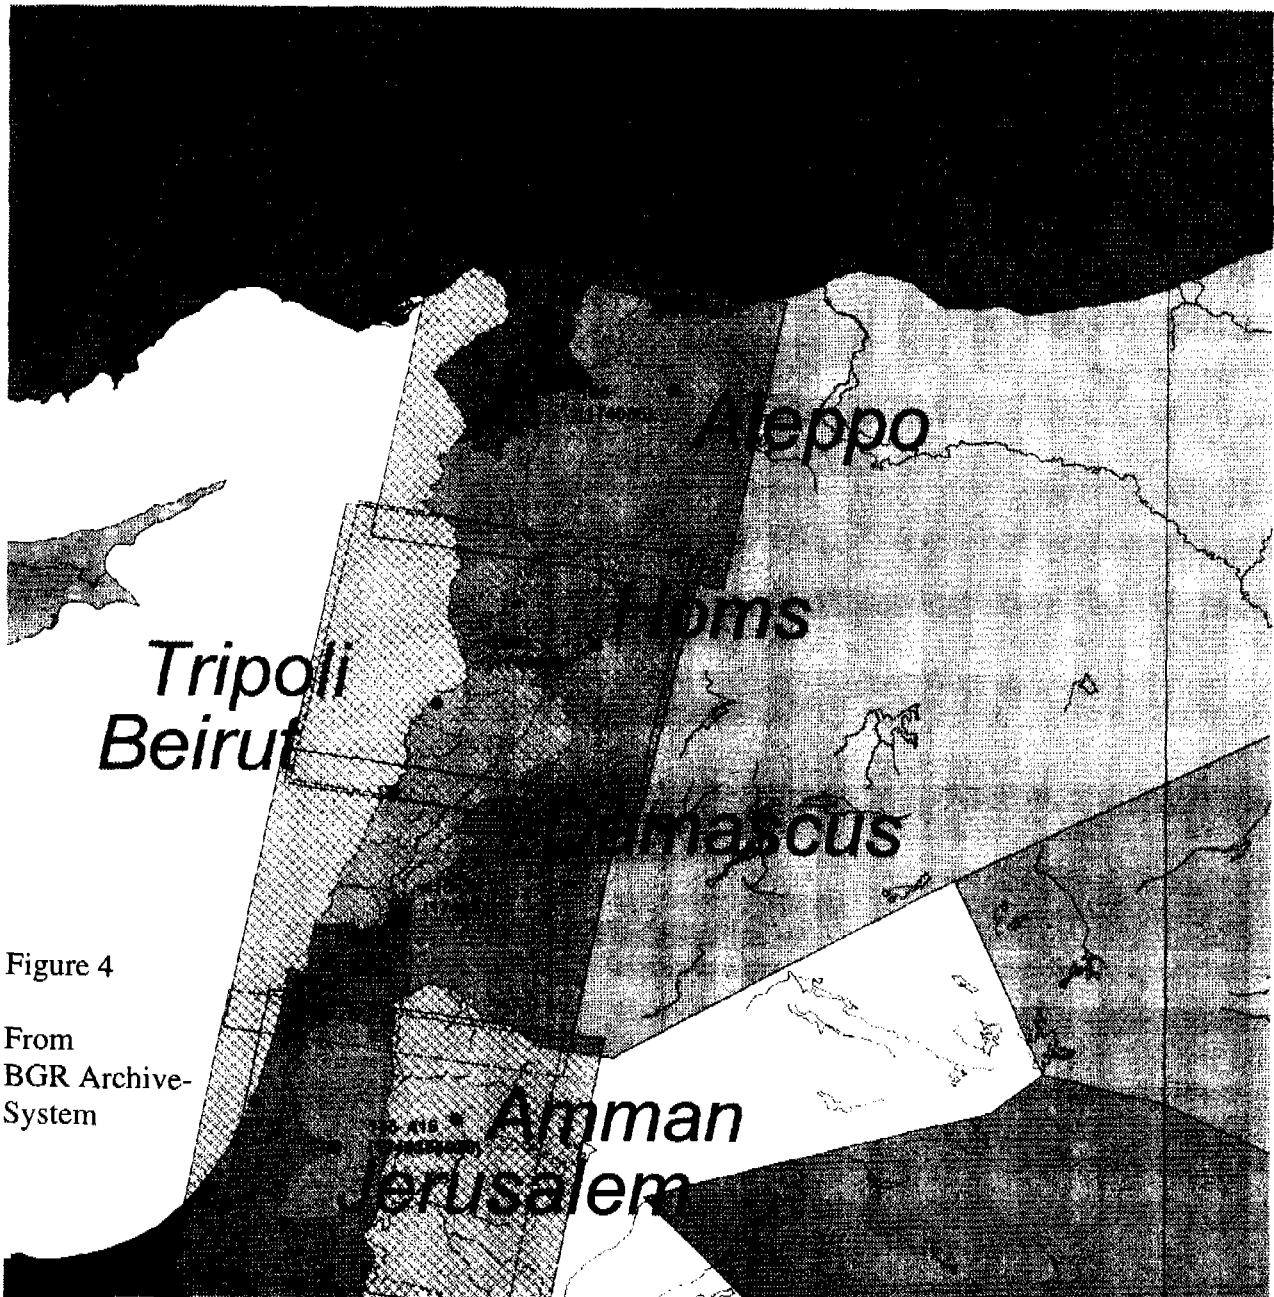 Aleppo
Homs
Tripoli
Beirut
Damascus
Figure 4
From
BGR Archive-
System
Amman
Jerusalem